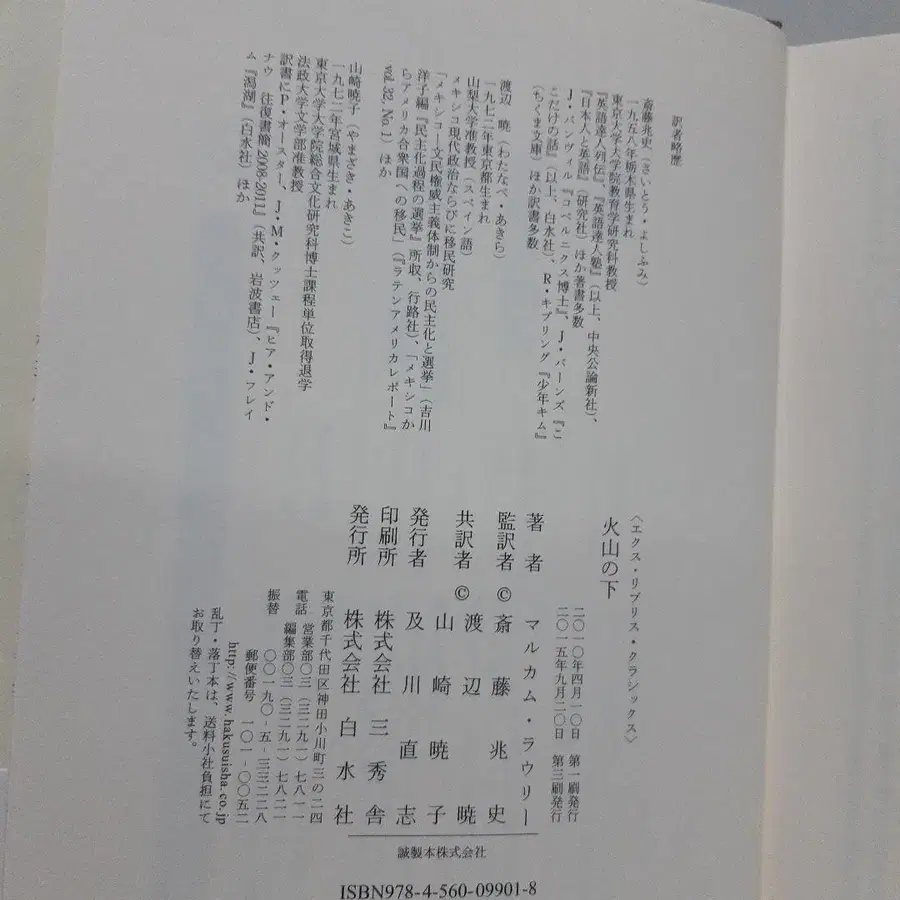 訳者略歴
斎藤兆史（さいとう・よしふみ）
一九五八年栃木県生まれ
東京大学大学院教育学研究科教授
『英語達人列伝』、『英語達人塾』（以上、中央公論新社）、
『日本人と英語』（研究社）ほか著書多数
J・バンヴィル『コペルニクス博士』、J・バーンズ『こ
こだけの話』（以上、白水社）、R・キプリング『少年キム』
（ちくま文庫）ほか訳書多数
渡辺 暁（わたなべ・あきら）
一九七二年東京都生まれ
山梨大学准教授（スペイン語）
メキシコ現代政治ならびに移民研究
「メキシコ―文民権威主義体制からの民主化と選挙」（吉川
洋子編『民主化過程の選挙』所収、行路社）、「メキシコか
らアメリカ合衆国への移民」（『ラテンアメリカレポート』
vol. 32, No. 1）ほか
山崎暁子（やまざき・あきこ）
一九七二年宮城県生まれ
東京大学大学院総合文化研究科博士課程単位取得退学
法政大学文学部准教授
訳書にP・オースター、J・M・クッツェー『ヒア・アンド・
ナウ 往復書簡2008-2011』（共訳、岩波書店）、J・フレイ
ム『潟湖』（白水社）ほか
〈エクス・リブリス・クラシックス〉
火山の下
二〇一〇年四月一〇日 第一刷発行
二〇一五年九月二〇日 第三刷発行
著者 マルカム・ラウリー
監訳者 © 斎藤兆史
共訳者 © 渡辺暁
山崎暁子
発行者 及川直志
印刷所 株式会社 三秀舎
発行所 株式会社 白水社
東京都千代田区神田小川町三の二四
電話 営業部〇三（三二九一）七八一一
編集部〇三（三二九一）七八二一
振替 〇〇一九〇-五-三三二二八
郵便番号 一〇一-〇〇五二
http://www.hakusuisha.co.jp
乱丁・落丁本は、送料小社負担にて
お取り替えいたします。
誠製本株式会社
ISBN978-4-560-09901-8